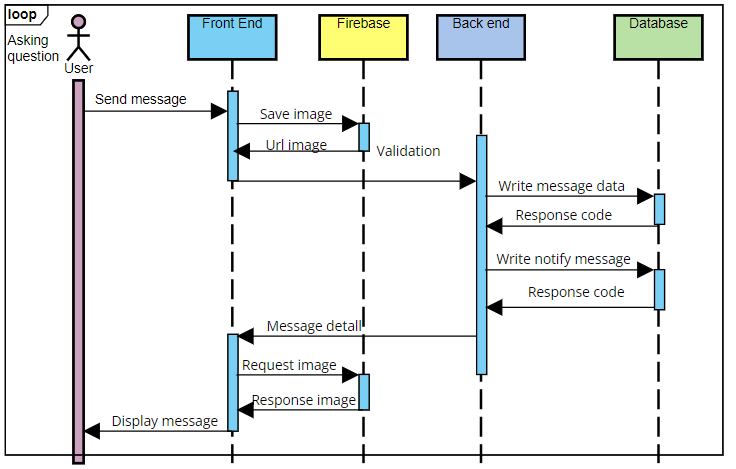 loop
Asking
question
User
Front End
Firebase
Back end
Database
Send message
Save image
Url image
Validation
Write message data
Response code
Write notify message
Response code
Message detall
Request image
Response image
Display message